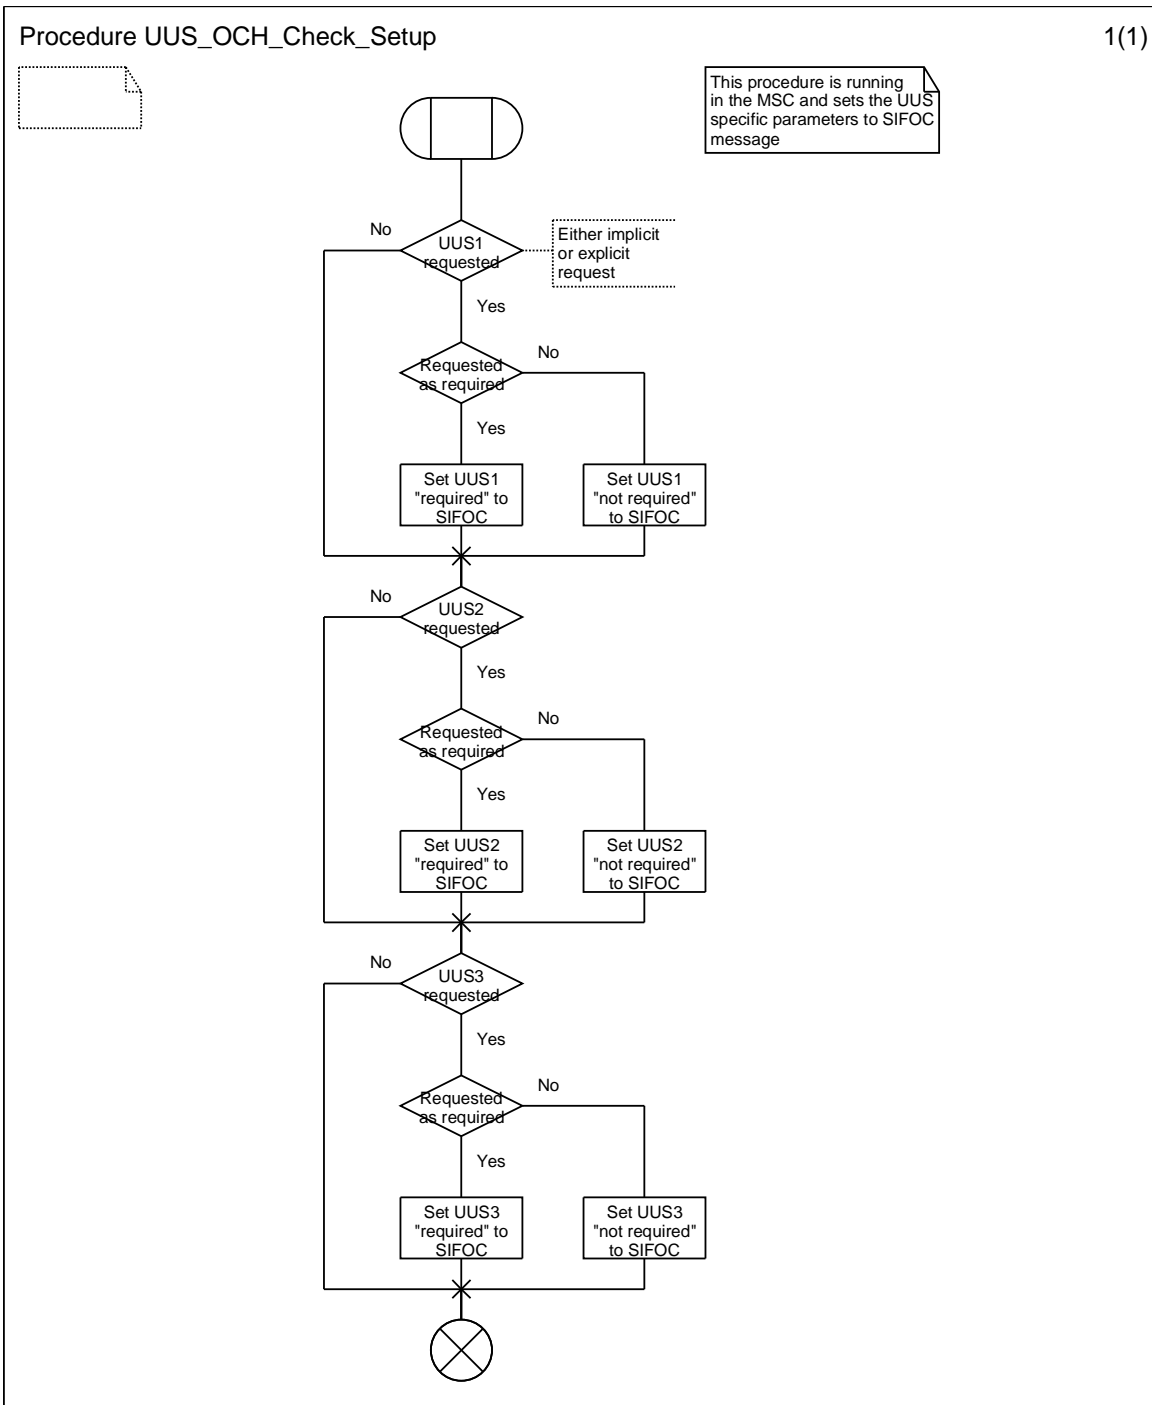 Procedure UUS_OCH_Check_Setup
1(1)
This procedure is running
in the MSC and sets the UUS
specific parameters to SIFOC
message
No
UUS1
requested
Either implicit
or explicit
request
Yes
Requested
as required
No
Yes
Set UUS1
"required" to
SIFOC
Set UUS1
"not required"
to SIFOC
No
UUS2
requested
Yes
Requested
as required
No
Yes
Set UUS2
"required" to
SIFOC
Set UUS2
"not required"
to SIFOC
No
UUS3
requested
Yes
Requested
as required
No
Yes
Set UUS3
"required" to
SIFOC
Set UUS3
"not required"
to SIFOC